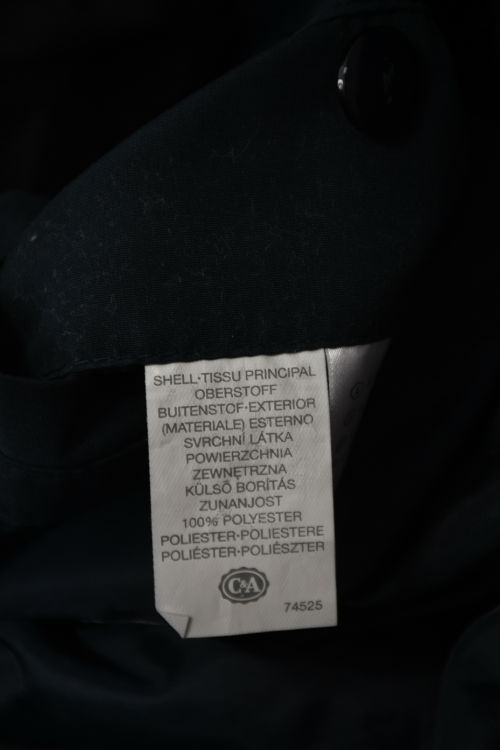 SHELL·TISSU PRINCIPAL
OBERSTOFF
BUITENSTOF·EXTERIOR
(MATERIALE) ESTERNO
SVRCHNÍ LÁTKA
POWIERZCHNIA
ZEWNĘTRZNA
KÜLSŐ BORÍTÁS
ZUNANJOST
100% POLYESTER
POLIESTER·POLIESTERE
POLIÉSTER·POLIÉSZTER
C&A
74525